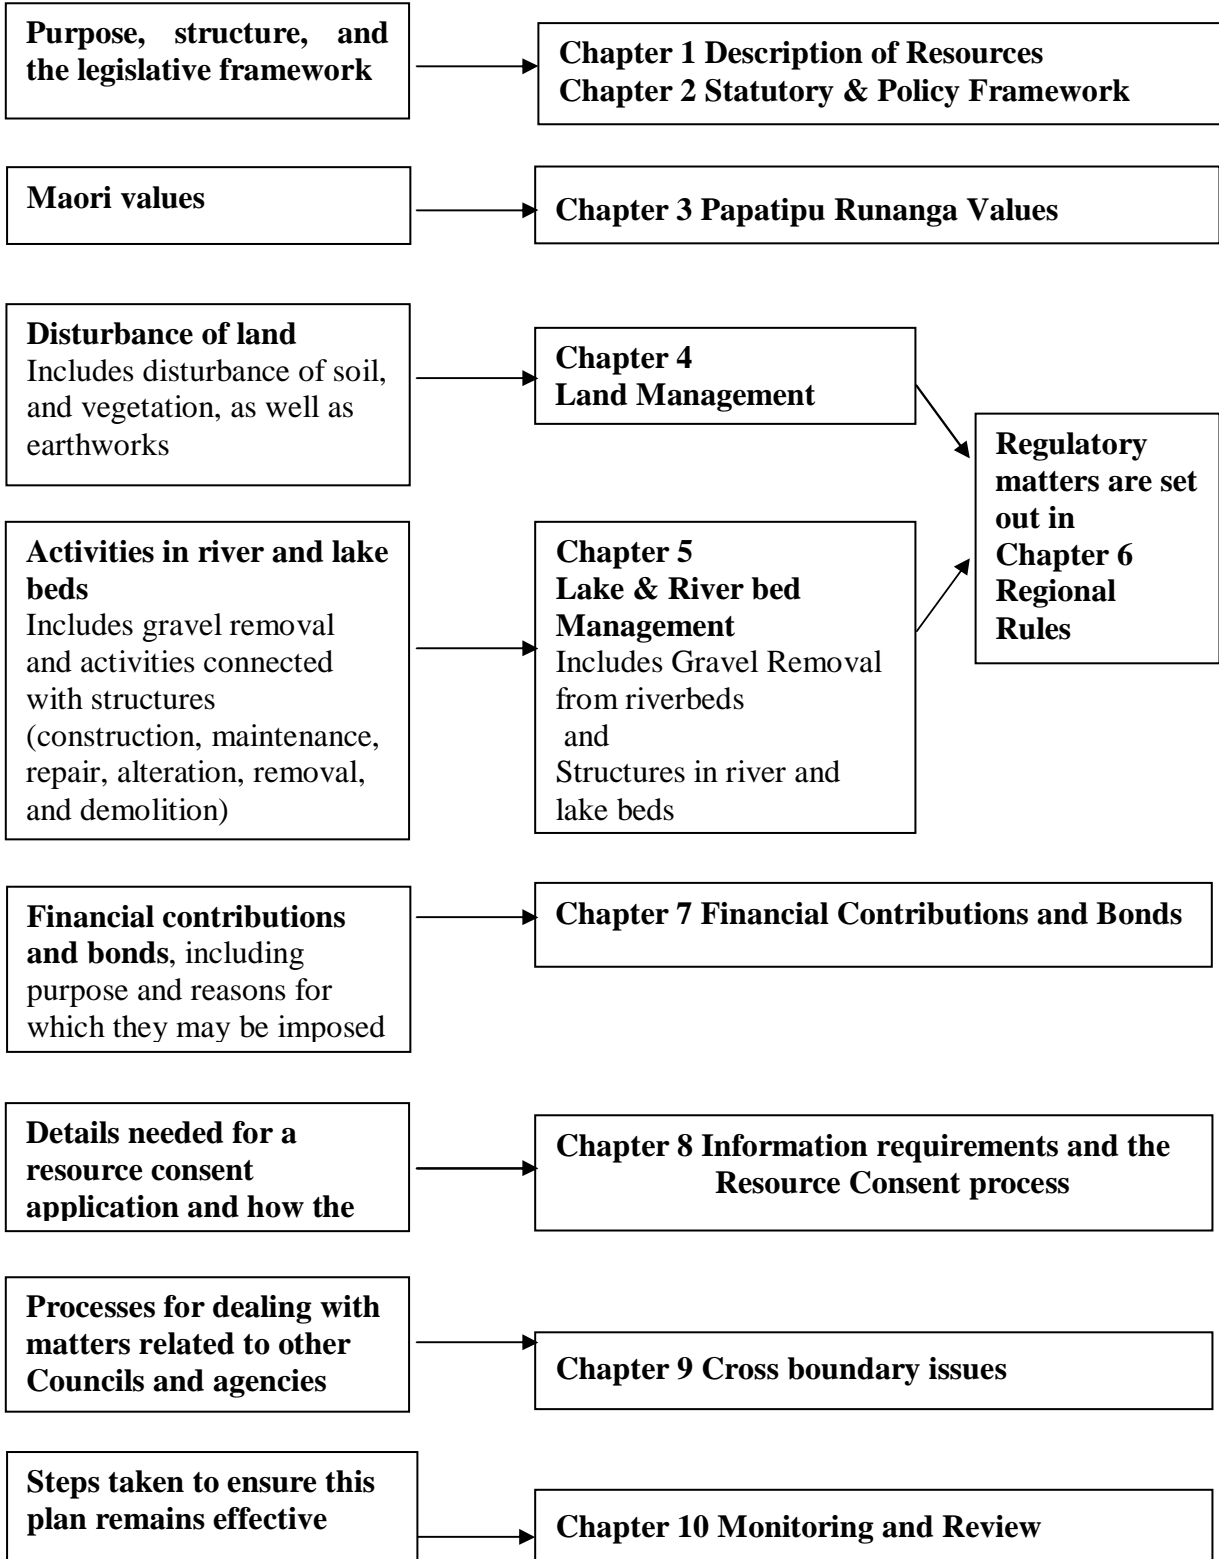 Purpose, structure, and
the legislative framework
Chapter 1 Description of Resources
Chapter 2 Statutory & Policy Framework
Maori values
Chapter 3 Papatipu Runanga Values
Disturbance of land
Includes disturbance of soil,
and vegetation, as well as
earthworks
Chapter 4
Land Management
Regulatory
matters are set
out in
Chapter 6
Regional
Rules
Activities in river and lake
beds
Includes gravel removal
and activities connected
with structures
(construction, maintenance,
repair, alteration, removal,
and demolition)
Chapter 5
Lake & River bed
Management
Includes Gravel Removal
from riverbeds
and
Structures in river and
lake beds
Financial contributions
and bonds, including
purpose and reasons for
which they may be imposed
Chapter 7 Financial Contributions and Bonds
Details needed for a
resource consent
application and how the
Chapter 8 Information requirements and the
Resource Consent process
Processes for dealing with
matters related to other
Councils and agencies
Chapter 9 Cross boundary issues
Steps taken to ensure this
plan remains effective
Chapter 10 Monitoring and Review